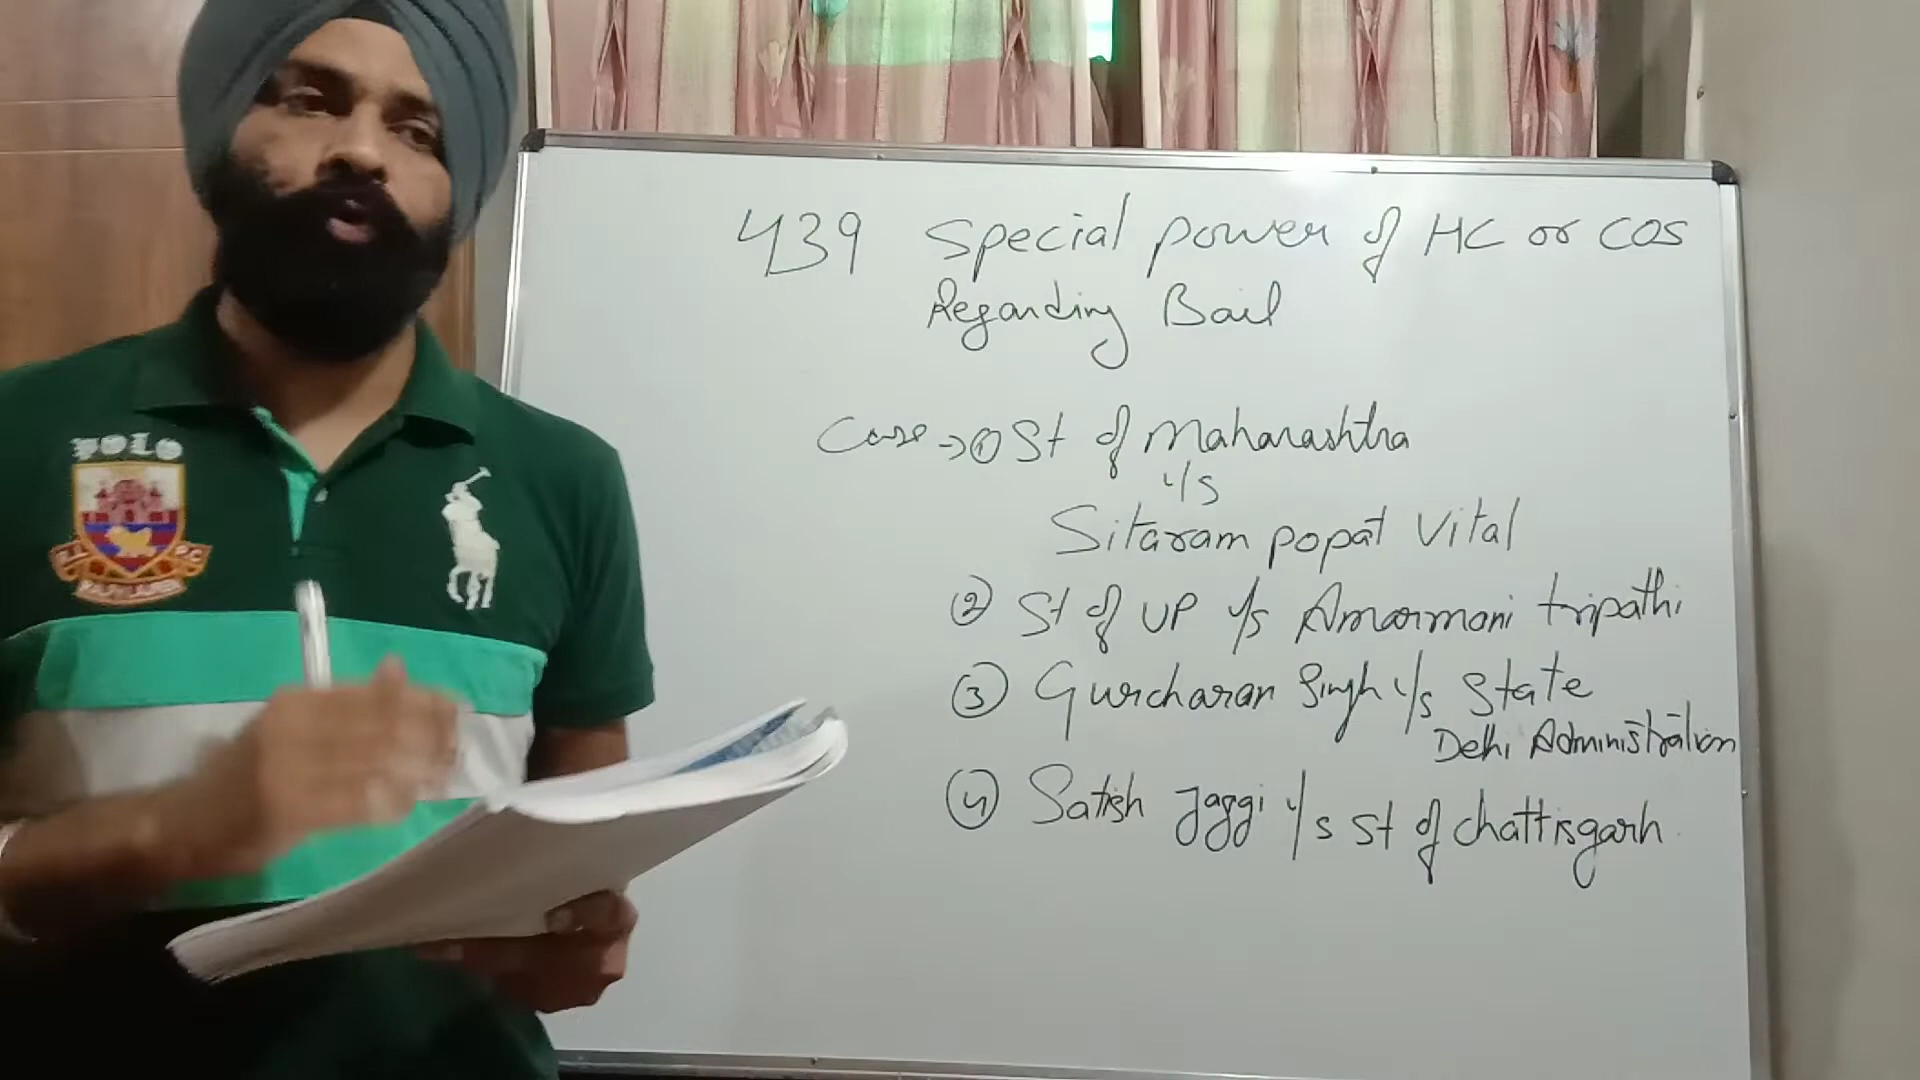 439 Special power of HC or COS
Regarding Bail
Case → ① St of Maharashtra
v/s
Sitaram popat Vital
② St of UP v/s Amarmani tripathi
③ Gurcharan Singh v/s State
Delhi Administration
④ Satish Jaggi v/s St of chattisgarh
POLO